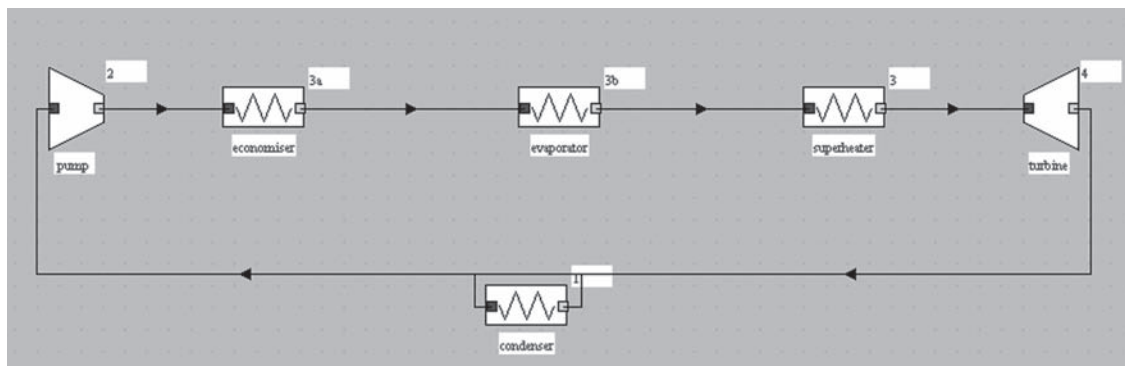 2
3a
3b
3
4
pump
economiser
evaporator
superheater
turbine
1
condenser